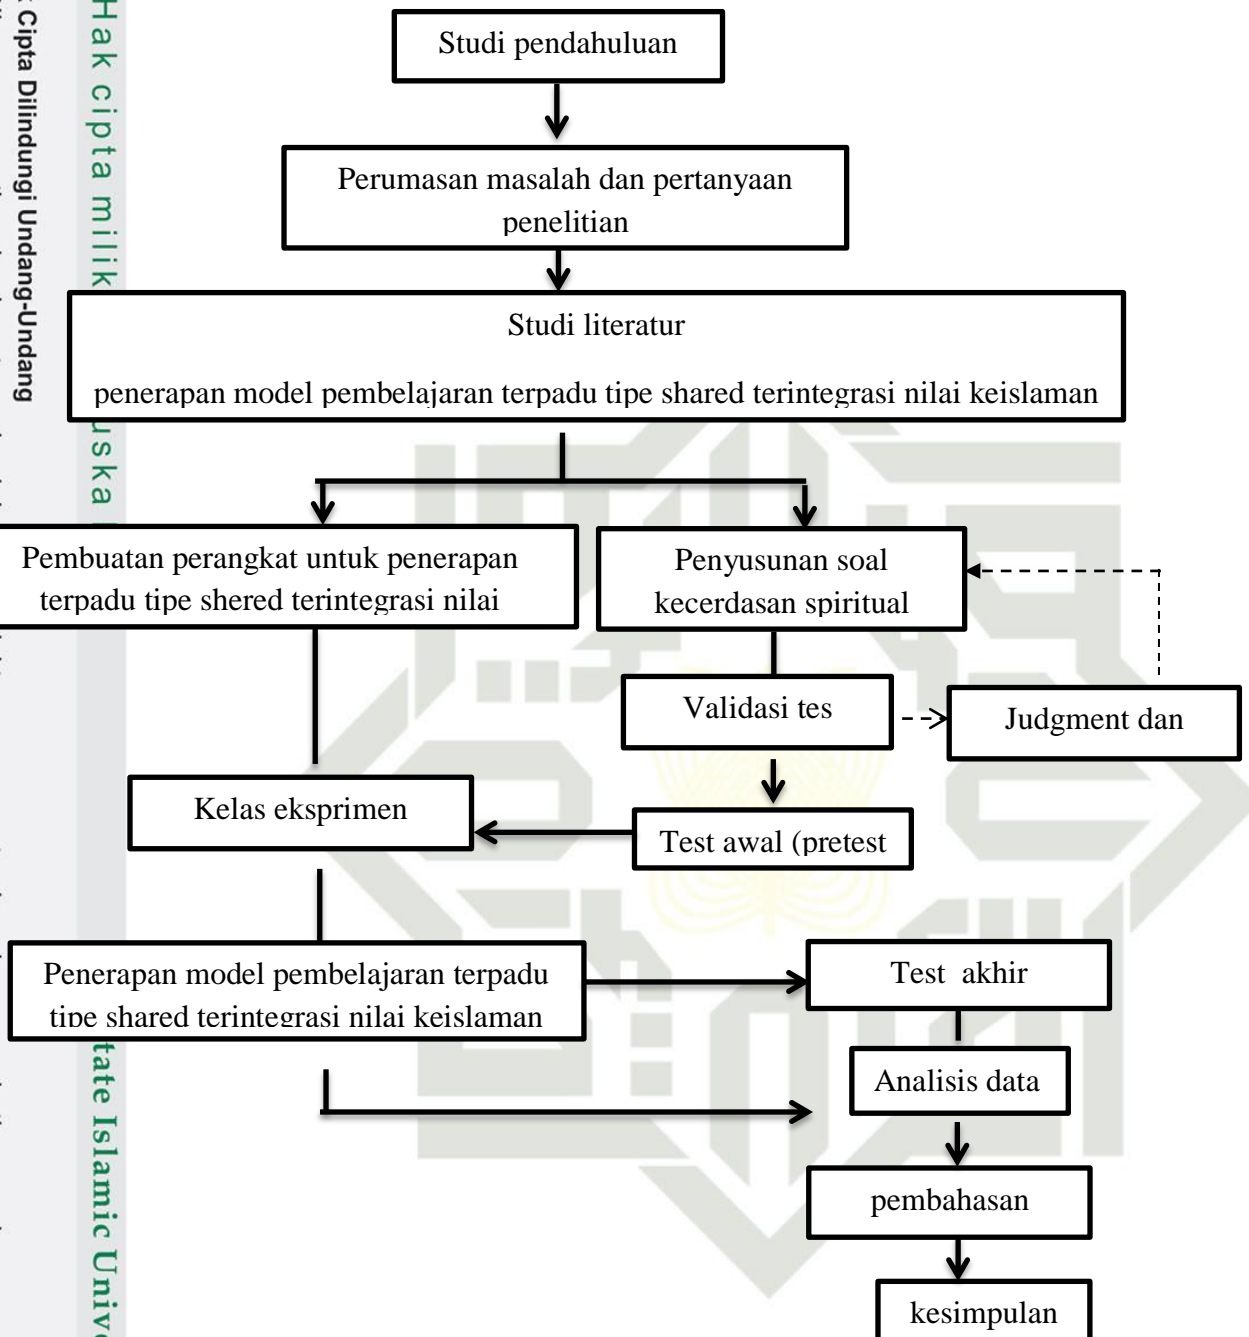 Hak cipta milik
uska
tate Islamic Unive
Cipta Dilindungi Undang-Undang
Studi pendahuluan
Perumasan masalah dan pertanyaan
penelitian
Studi literatur
penerapan model pembelajaran terpadu tipe shared terintegrasi nilai keislaman
Pembuatan perangkat untuk penerapan
terpadu tipe shered terintegrasi nilai
Penyusunan soal
kecerdasan spiritual
Validasi tes
Judgment dan
Kelas eksprimen
Test awal (pretest
Penerapan model pembelajaran terpadu
tipe shared terintegrasi nilai keislaman
Test  akhir
Analisis data
pembahasan
kesimpulan